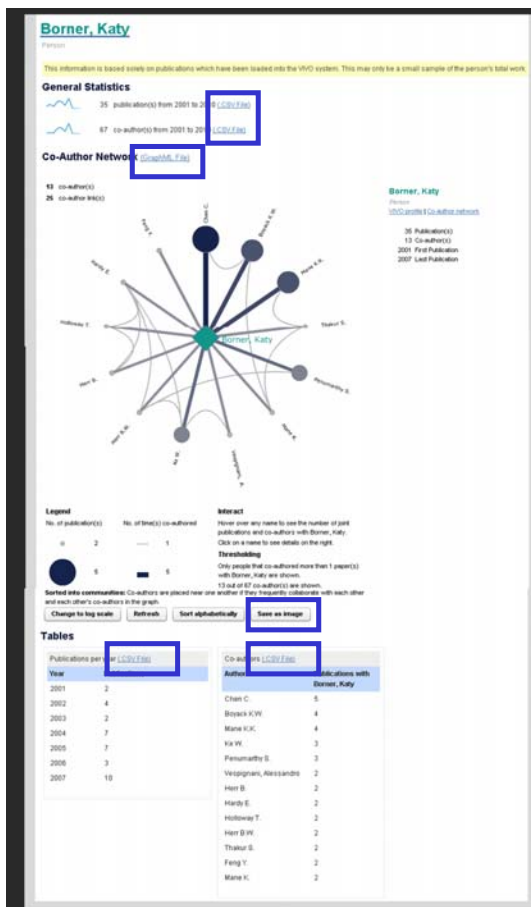 Borner, Katy
Person
This information is based solely on publications which have been loaded into the VIVO system. This may only be a small sample of the person's total work.
General Statistics
35 publication(s) from 2001 to 20 0 (.CSV File)
67 co-author(s) from 2001 to 201 (.CSV File)
Co-Author Network (GraphML File)
13 co-author(s)
25 co-author link(s)
Borner, Katy
Person
VIVO profile | Co-author network
35 Publication(s)
13 Co-author(s)
2001 First Publication
2007 Last Publication
Chen C.
Boyack K.W.
Mane K.K.
Thakur S.
Penumarthy S.
Mane K.
Vespignani, A.
Ke W.
Herr B.W.
Herr B.
Holloway T.
Hardy E.
Feng Y.
Borner, Katy
Legend
No. of publication(s) No. of time(s) co-authored
2 1
5 5
Interact
Hover over any name to see the number of joint
publications and co-authors with Borner, Katy.
Click on a name to see details on the right.
Thresholding
Only people that co-authored more than 1 paper(s)
with Borner, Katy are shown.
13 out of 67 co-author(s) are shown.
Sorted into communities: Co-authors are placed near one another if they frequently collaborate with each other
and each other's co-authors in the graph.
Change to log scale Refresh Sort alphabetically Save as image
Tables
Publications per year (.CSV File)
Year
2001 2
2002 4
2003 2
2004 7
2005 7
2006 3
2007 10
Co-authors (.CSV File)
Author Publications with
Borner, Katy
Chen C. 5
Boyack K.W. 4
Mane K.K. 4
Ke W. 3
Penumarthy S. 3
Vespignani, Alessandro 2
Herr B. 2
Hardy E. 2
Holloway T. 2
Herr B.W. 2
Thakur S. 2
Feng Y. 2
Mane K. 2